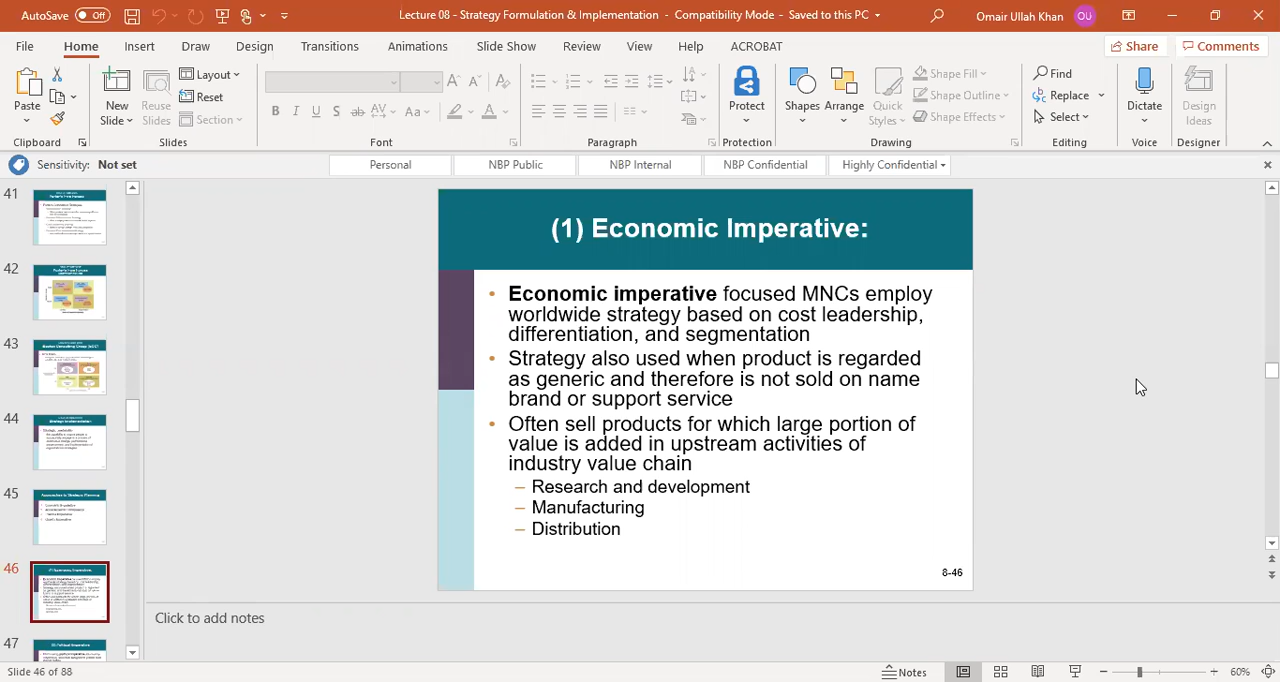 AutoSave Off Lecture 08 - Strategy Formulation & Implementation - Compatibility Mode - Saved to this PC Omair Ullah Khan OU
File Home Insert Draw Design Transitions Animations Slide Show Review View Help ACROBAT Share Comments
Paste New Slide Reuse Slides Layout Reset Section
B I U S ab AV Aa A
Protect Shapes Arrange Quick Styles Shape Fill Shape Outline Shape Effects Find Replace Select Dictate Design Ideas
Clipboard Slides Font Paragraph Protection Drawing Editing Voice Designer
Sensitivity: Not set Personal NBP Public NBP Internal NBP Confidential Highly Confidential
41
42
43
44
45
46
47
(1) Economic Imperative:
• Economic imperative focused MNCs employ
worldwide strategy based on cost leadership,
differentiation, and segmentation
• Strategy also used when product is regarded
as generic and therefore is not sold on name
brand or support service
• Often sell products for which large portion of
value is added in upstream activities of
industry value chain
– Research and development
– Manufacturing
– Distribution
8-46
Click to add notes
Slide 46 of 88 Notes 60%